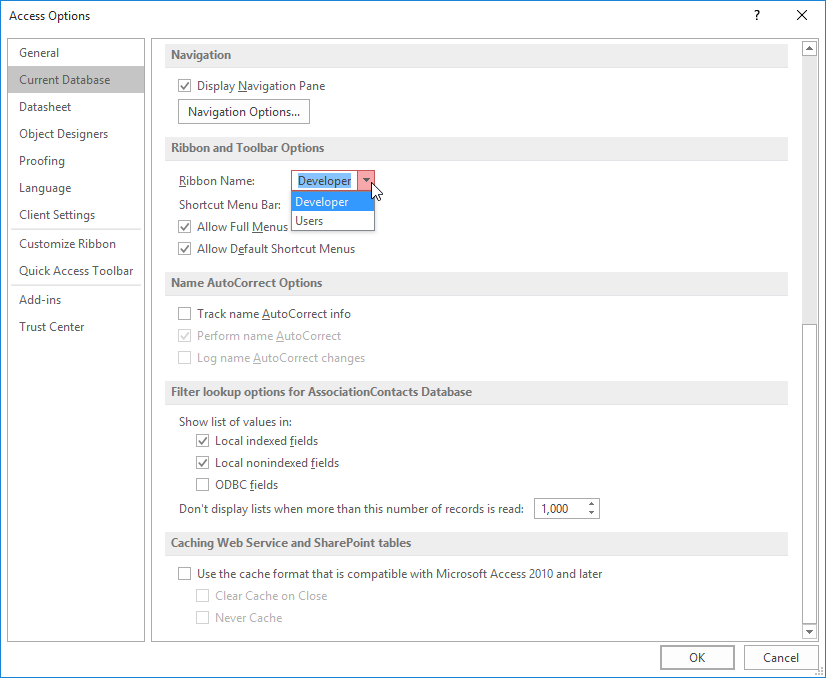 Access Options
?
General
Current Database
Datasheet
Object Designers
Proofing
Language
Client Settings
Customize Ribbon
Quick Access Toolbar
Add-ins
Trust Center
Navigation
Display Navigation Pane
Navigation Options...
Ribbon and Toolbar Options
Ribbon Name: Developer
Developer
Users
Shortcut Menu Bar:
Allow Full Menus
Allow Default Shortcut Menus
Name AutoCorrect Options
Track name AutoCorrect info
Perform name AutoCorrect
Log name AutoCorrect changes
Filter lookup options for AssociationContacts Database
Show list of values in:
Local indexed fields
Local nonindexed fields
ODBC fields
Don't display lists when more than this number of records is read: 1,000
Caching Web Service and SharePoint tables
Use the cache format that is compatible with Microsoft Access 2010 and later
Clear Cache on Close
Never Cache
OK Cancel